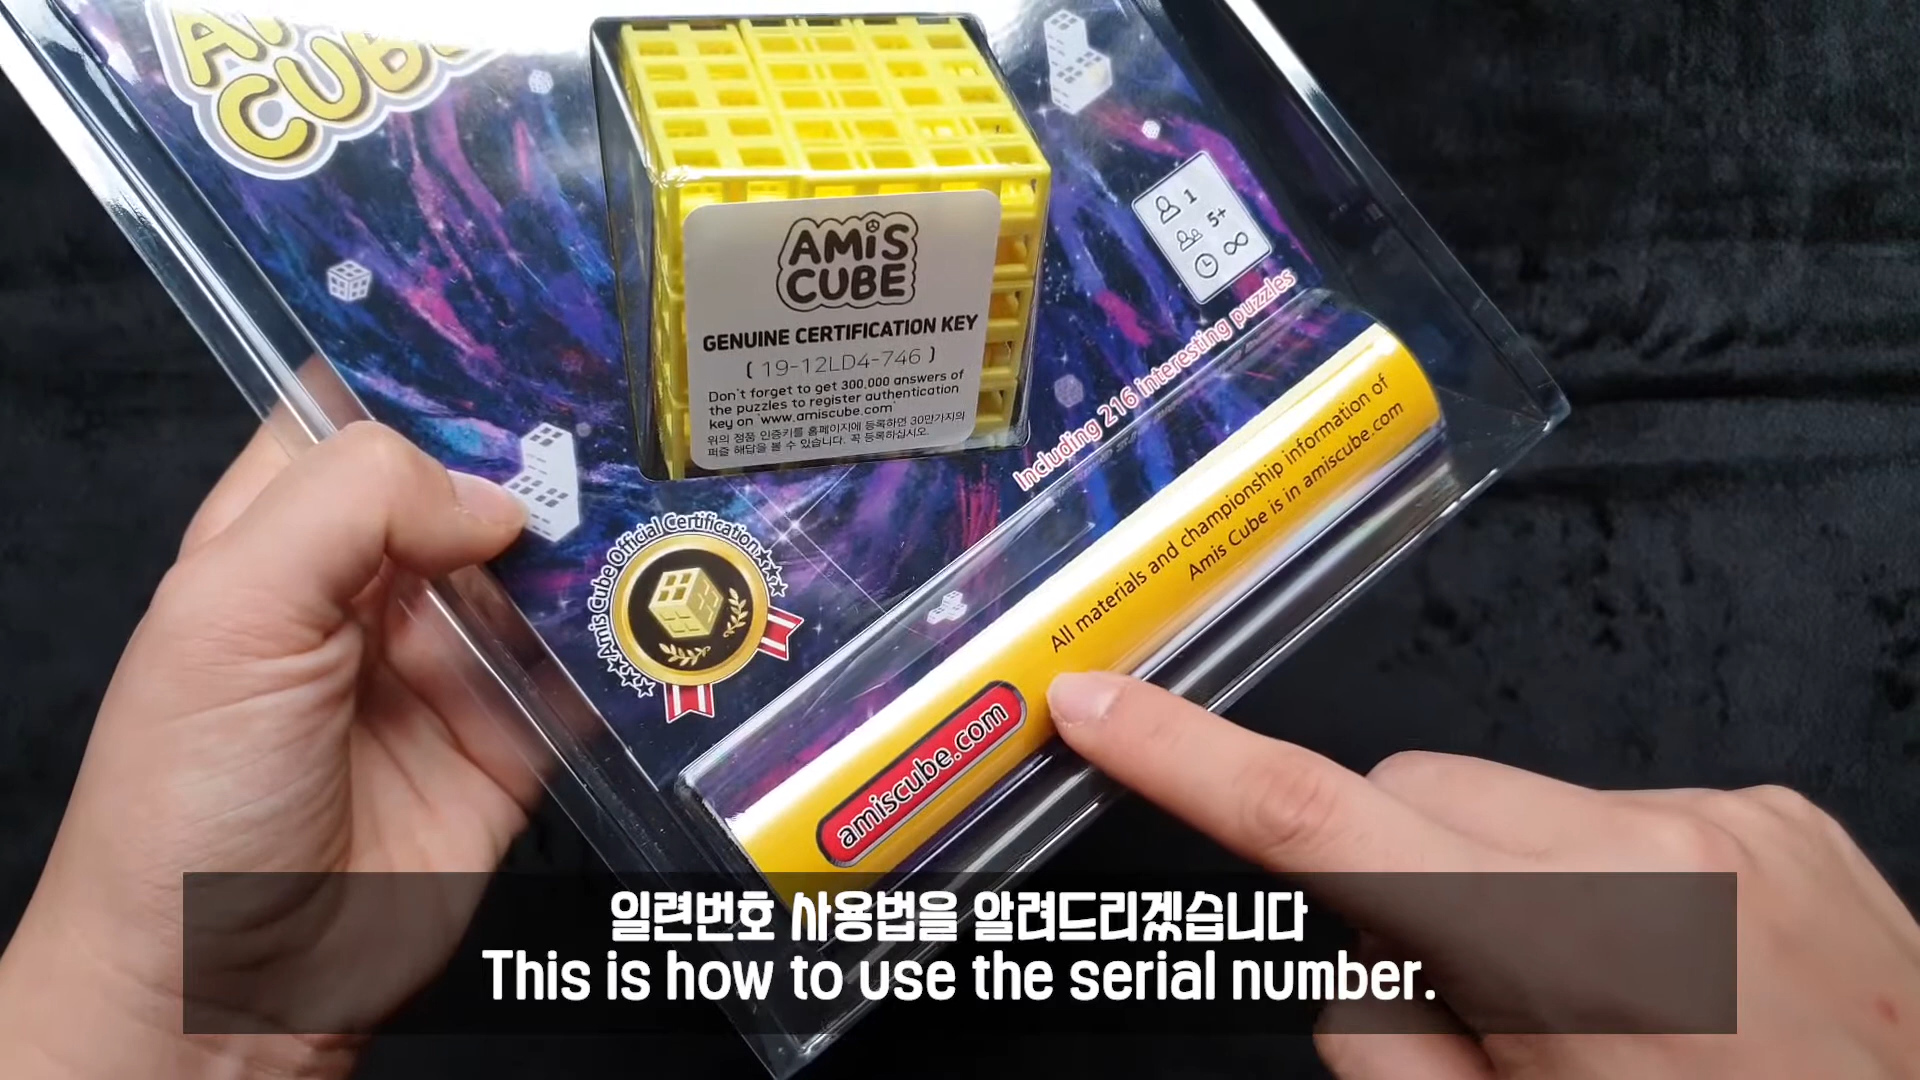 CUBE
AMiS
CUBE
GENUINE CERTIFICATION KEY
( 19-12LD4-746 )
Don't forget to get 300,000 answers of
the puzzles to register authentication
key on 'www.amiscube.com'
위의 정품 인증키를 홈페이지에 등록하면 30만가지의
퍼즐 해답을 볼 수 있습니다. 꼭 등록하십시오.
1
5+
∞
Including 216 interesting puzzles
Amis Cube Official Certification
All materials and championship information of
Amis Cube is in amiscube.com
amiscube.com
일련번호 사용법을 알려드리겠습니다
This is how to use the serial number.